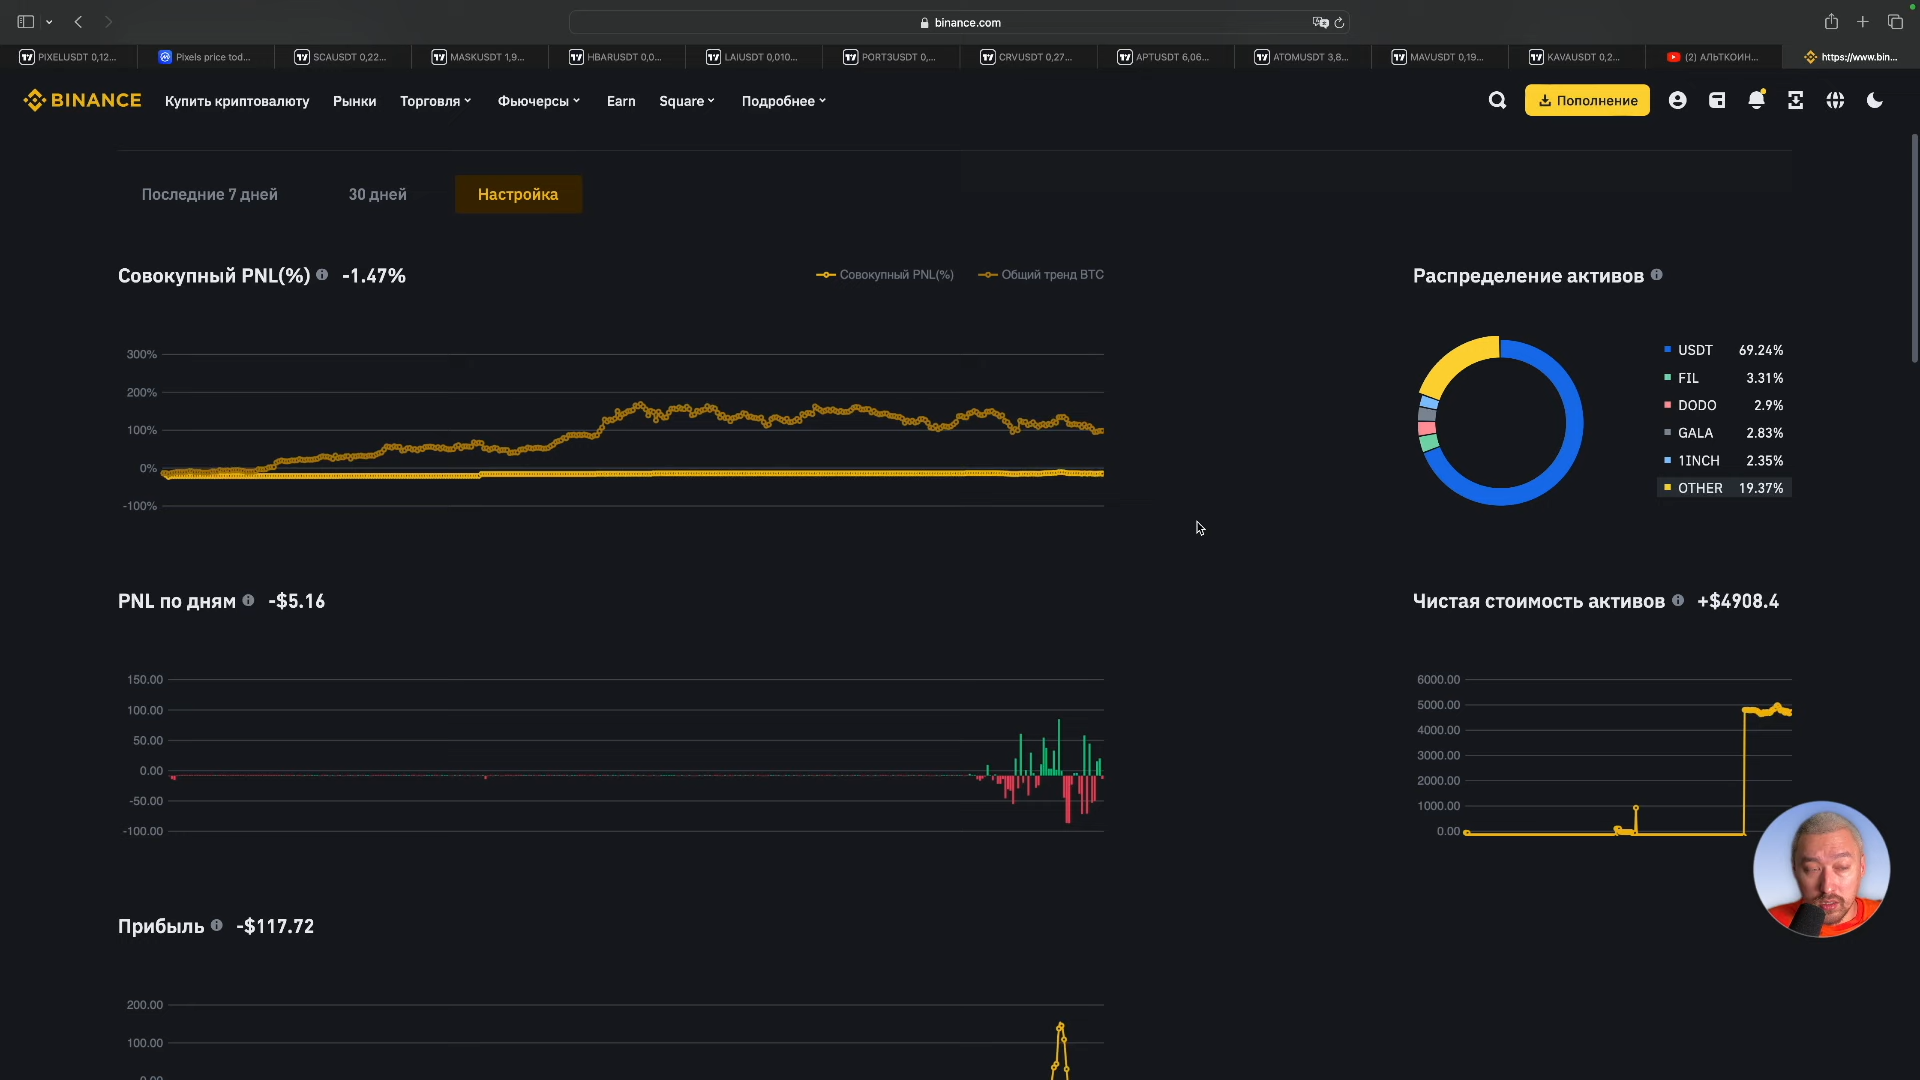 binance.com
PIXELUSDT 0,12...
Pixels price tod...
SCAUSDT 0,22...
MASKUSDT 1,9...
HBARUSDT 0,0...
LAIUSDT 0,010...
PORT3USDT 0,...
CRVUSDT 0,27...
APTUSDT 6,06...
ATOMUSDT 3,8...
MAVUSDT 0,19...
KAVAUSDT 0,2...
(2) АЛЬТКОИН...
https://www.bin...
BINANCE
Купить криптовалюту
Рынки
Торговля
Фьючерсы
Earn
Square
Подробнее
Пополнение
Последние 7 дней
30 дней
Настройка
Совокупный PNL(%) -1.47%
Совокупный PNL(%)
Общий тренд BTC
300%
200%
100%
0%
-100%
Распределение активов
USDT 69.24%
FIL 3.31%
DODO 2.9%
GALA 2.83%
1INCH 2.35%
OTHER 19.37%
PNL по дням -$5.16
150.00
100.00
50.00
0.00
-50.00
-100.00
Чистая стоимость активов +$4908.4
6000.00
5000.00
4000.00
3000.00
2000.00
1000.00
0.00
Прибыль -$117.72
200.00
100.00
0.00